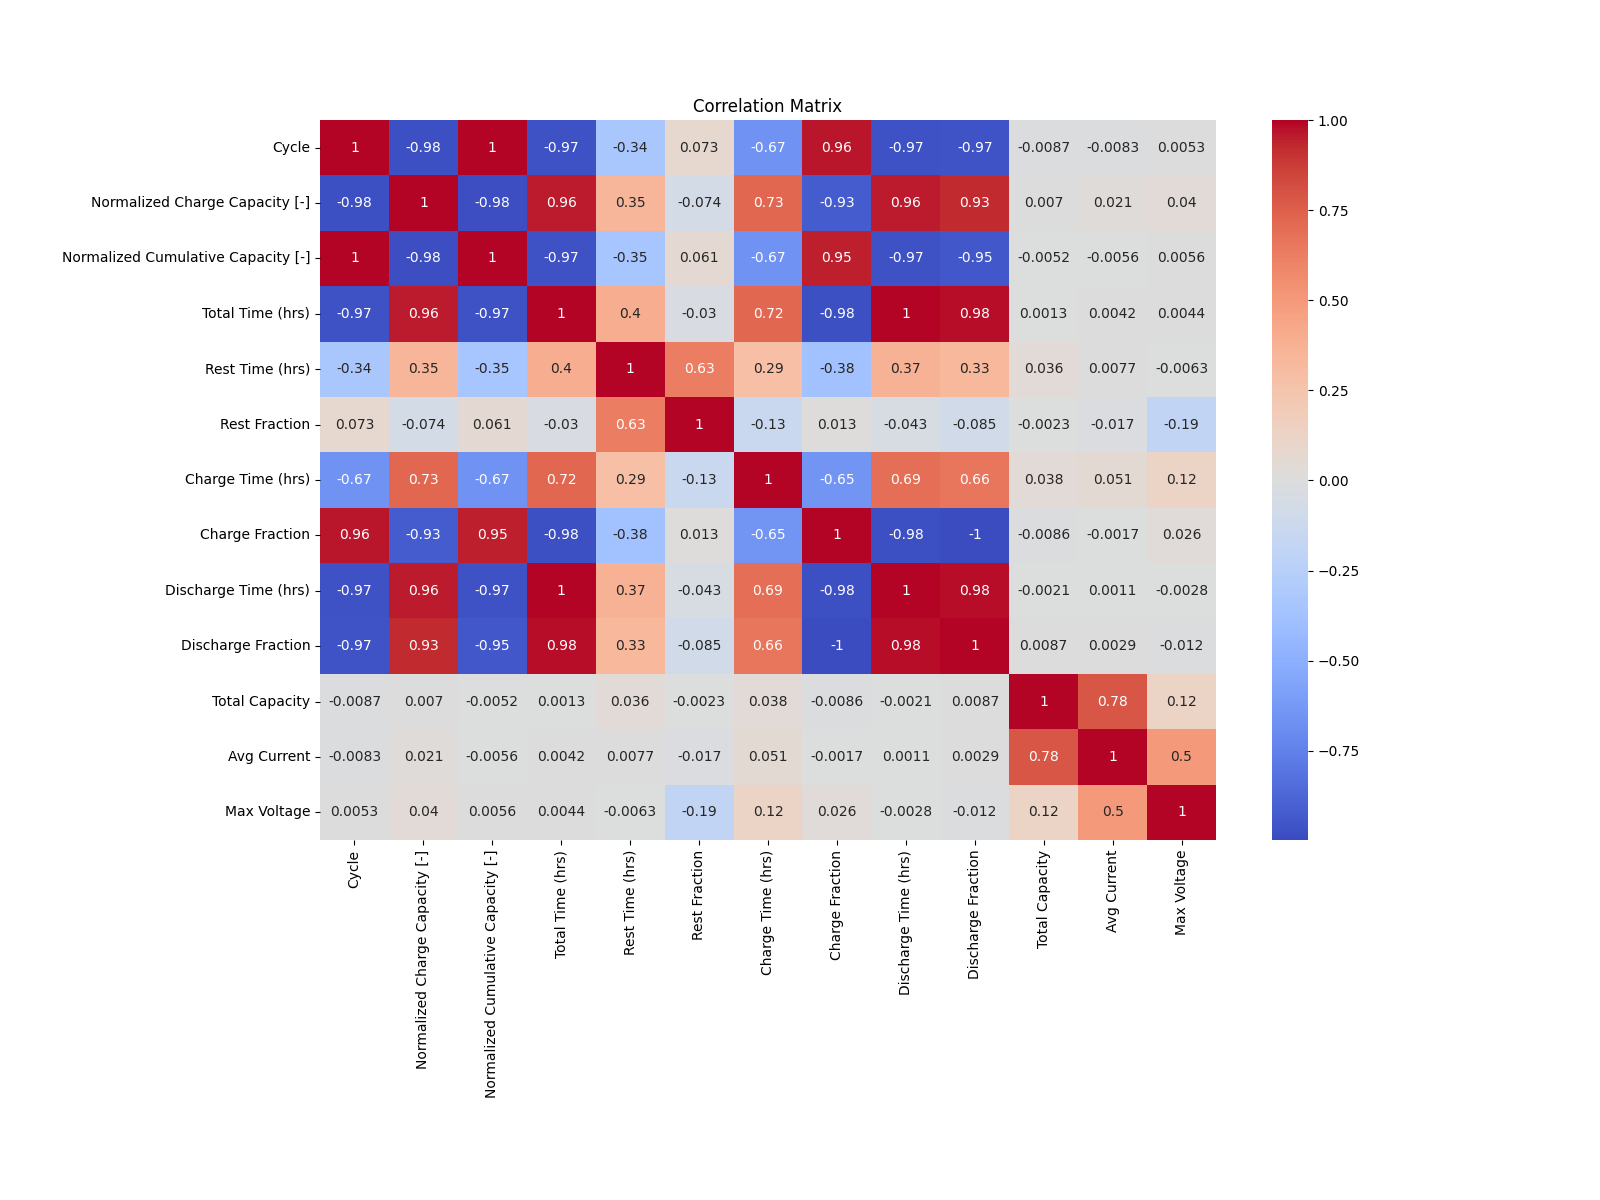 Correlation Matrix
Cycle 1 -0.98 1 -0.97 -0.34 0.073 -0.67 0.96 -0.97 -0.97 -0.0087 -0.0083 0.0053
Normalized Charge Capacity [-] -0.98 1 -0.98 0.96 0.35 -0.074 0.73 -0.93 0.96 0.93 0.007 0.021 0.04
Normalized Cumulative Capacity [-] 1 -0.98 1 -0.97 -0.35 0.061 -0.67 0.95 -0.97 -0.95 -0.0052 -0.0056 0.0056
Total Time (hrs) -0.97 0.96 -0.97 1 0.4 -0.03 0.72 -0.98 1 0.98 0.0013 0.0042 0.0044
Rest Time (hrs) -0.34 0.35 -0.35 0.4 1 0.63 0.29 -0.38 0.37 0.33 0.036 0.0077 -0.0063
Rest Fraction 0.073 -0.074 0.061 -0.03 0.63 1 -0.13 0.013 -0.043 -0.085 -0.0023 -0.017 -0.19
Charge Time (hrs) -0.67 0.73 -0.67 0.72 0.29 -0.13 1 -0.65 0.69 0.66 0.038 0.051 0.12
Charge Fraction 0.96 -0.93 0.95 -0.98 -0.38 0.013 -0.65 1 -0.98 -1 -0.0086 -0.0017 0.026
Discharge Time (hrs) -0.97 0.96 -0.97 1 0.37 -0.043 0.69 -0.98 1 0.98 -0.0021 0.0011 -0.0028
Discharge Fraction -0.97 0.93 -0.95 0.98 0.33 -0.085 0.66 -1 0.98 1 0.0087 0.0029 -0.012
Total Capacity -0.0087 0.007 -0.0052 0.0013 0.036 -0.0023 0.038 -0.0086 -0.0021 0.0087 1 0.78 0.12
Avg Current -0.0083 0.021 -0.0056 0.0042 0.0077 -0.017 0.051 -0.0017 0.0011 0.0029 0.78 1 0.5
Max Voltage 0.0053 0.04 0.0056 0.0044 -0.0063 -0.19 0.12 0.026 -0.0028 -0.012 0.12 0.5 1
Cycle
Normalized Charge Capacity [-]
Normalized Cumulative Capacity [-]
Total Time (hrs)
Rest Time (hrs)
Rest Fraction
Charge Time (hrs)
Charge Fraction
Discharge Time (hrs)
Discharge Fraction
Total Capacity
Avg Current
Max Voltage
1.00
0.75
0.50
0.25
0.00
−0.25
−0.50
−0.75